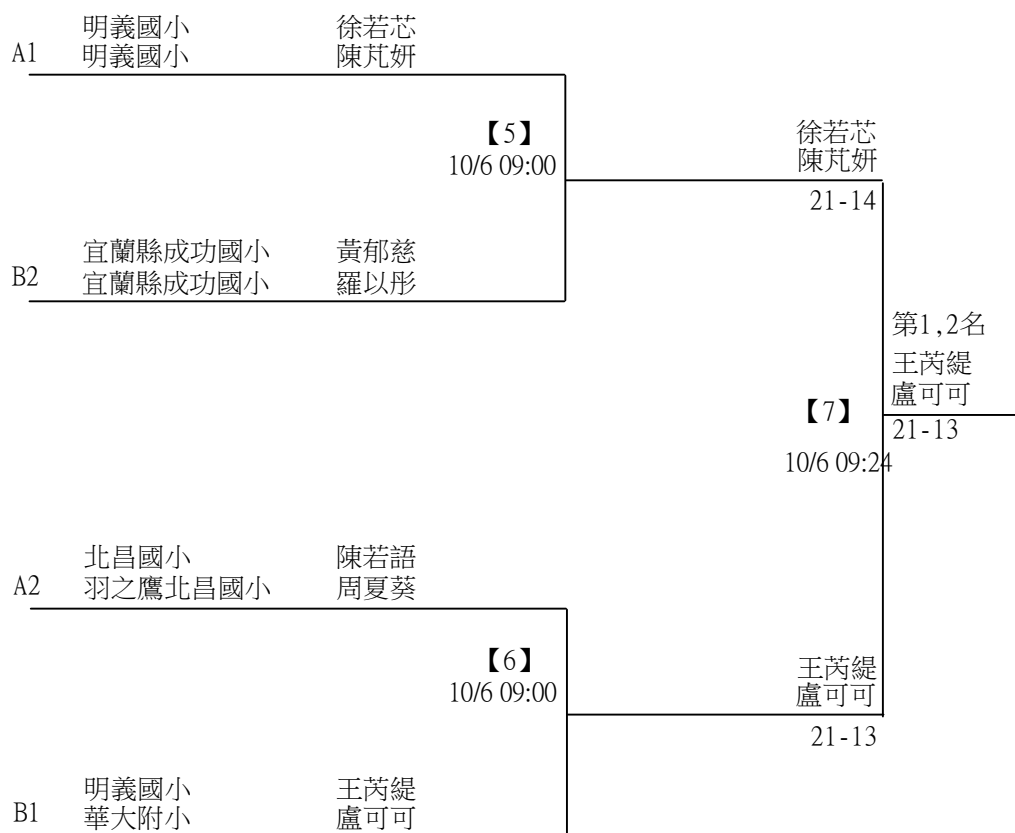 明義國小 徐若芯
A1 明義國小 陳芃妍
【5】
10/6 09:00
徐若芯
陳芃妍
21-14
宜蘭縣成功國小 黃郁慈
B2 宜蘭縣成功國小 羅以彤
第1,2名
王芮緹
盧可可
【7】
21-13
10/6 09:24
北昌國小 陳若語
A2 羽之鷹北昌國小 周夏葵
【6】
10/6 09:00
王芮緹
盧可可
21-13
明義國小 王芮緹
B1 華大附小 盧可可